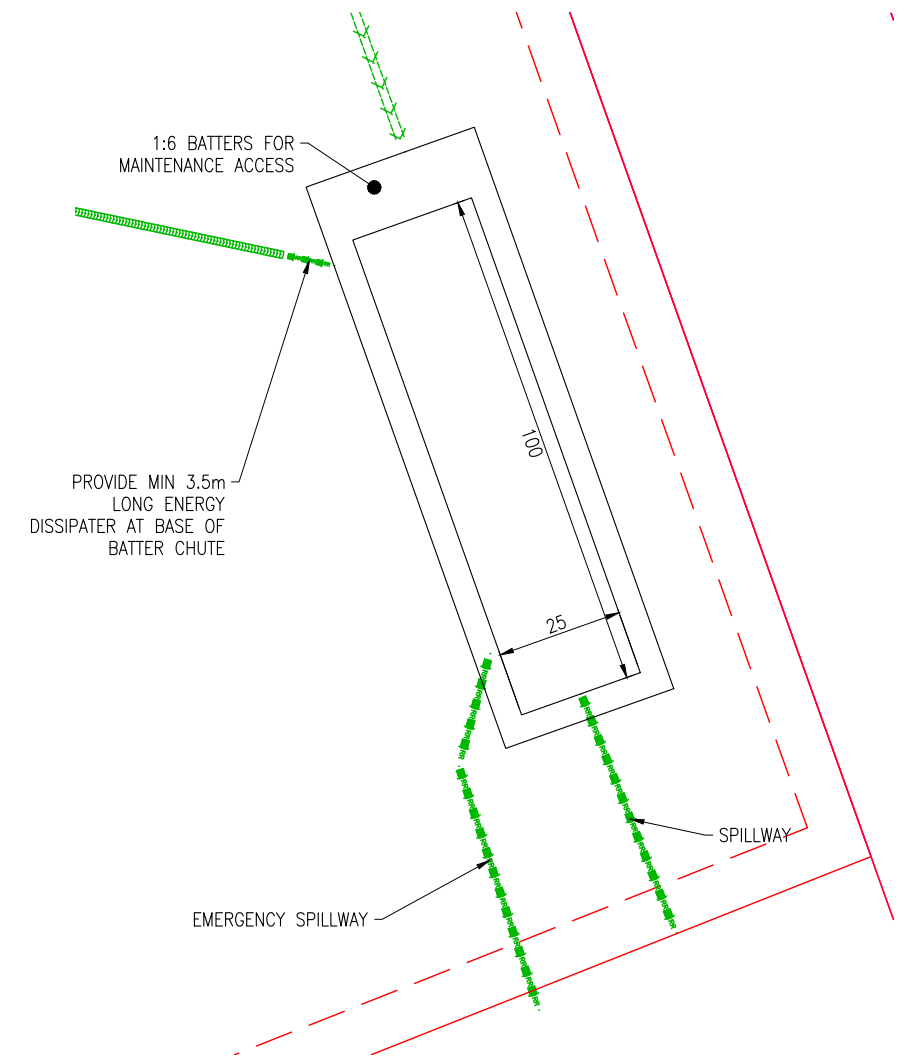 1:6 BATTERS FOR
MAINTENANCE ACCESS
PROVIDE MIN 3.5m
LONG ENERGY
DISSIPATER AT BASE OF
BATTER CHUTE
100
25
SPILLWAY
EMERGENCY SPILLWAY